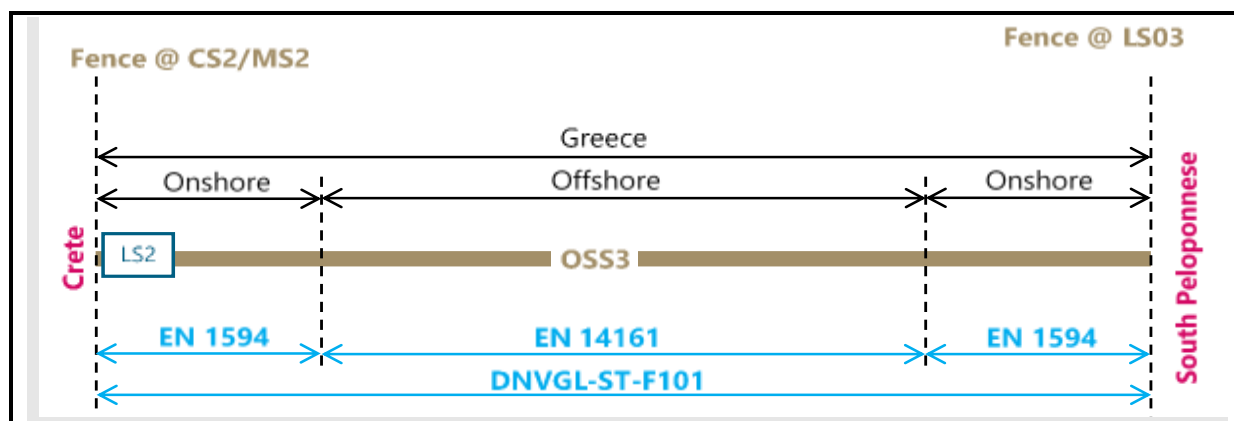 Fence @ CS2/MS2
Fence @ LS03
Greece
Onshore
Offshore
Onshore
Crete
LS2
OSS3
South Peloponnese
EN 1594
EN 14161
EN 1594
DNVGL-ST-F101